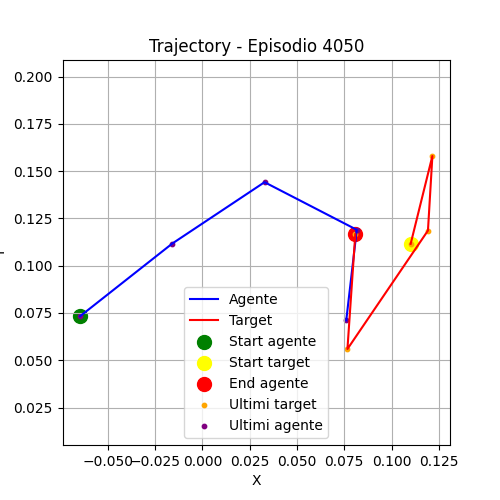 Trajectory - Episodio 4050
0.200
0.175
0.150
0.125
0.100
0.075
0.050
0.025
−0.050
−0.025
0.000
0.025
0.050
0.075
0.100
0.125
X
Agente
Target
Start agente
Start target
End agente
Ultimi target
Ultimi agente